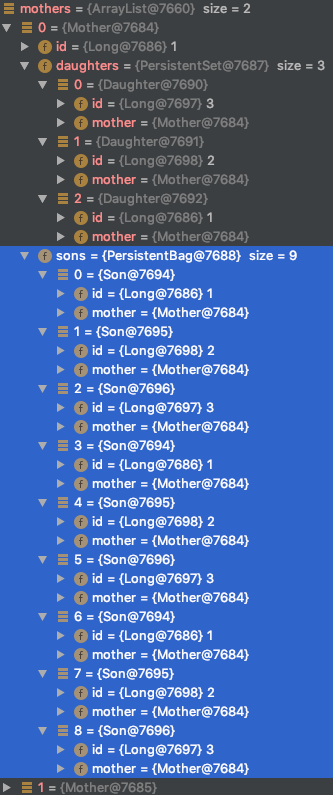 mothers = {ArrayList@7660} size = 2
0 = {Mother@7684}
f id = {Long@7686} 1
f daughters = {PersistentSet@7687} size = 3
0 = {Daughter@7690}
f id = {Long@7697} 3
f mother = {Mother@7684}
1 = {Daughter@7691}
f id = {Long@7698} 2
f mother = {Mother@7684}
2 = {Daughter@7692}
f id = {Long@7686} 1
f mother = {Mother@7684}
f sons = {PersistentBag@7688} size = 9
0 = {Son@7694}
f id = {Long@7686} 1
f mother = {Mother@7684}
1 = {Son@7695}
f id = {Long@7698} 2
f mother = {Mother@7684}
2 = {Son@7696}
f id = {Long@7697} 3
f mother = {Mother@7684}
3 = {Son@7694}
f id = {Long@7686} 1
f mother = {Mother@7684}
4 = {Son@7695}
f id = {Long@7698} 2
f mother = {Mother@7684}
5 = {Son@7696}
f id = {Long@7697} 3
f mother = {Mother@7684}
6 = {Son@7694}
f id = {Long@7686} 1
f mother = {Mother@7684}
7 = {Son@7695}
f id = {Long@7698} 2
f mother = {Mother@7684}
8 = {Son@7696}
f id = {Long@7697} 3
f mother = {Mother@7684}
1 = {Mother@7685}